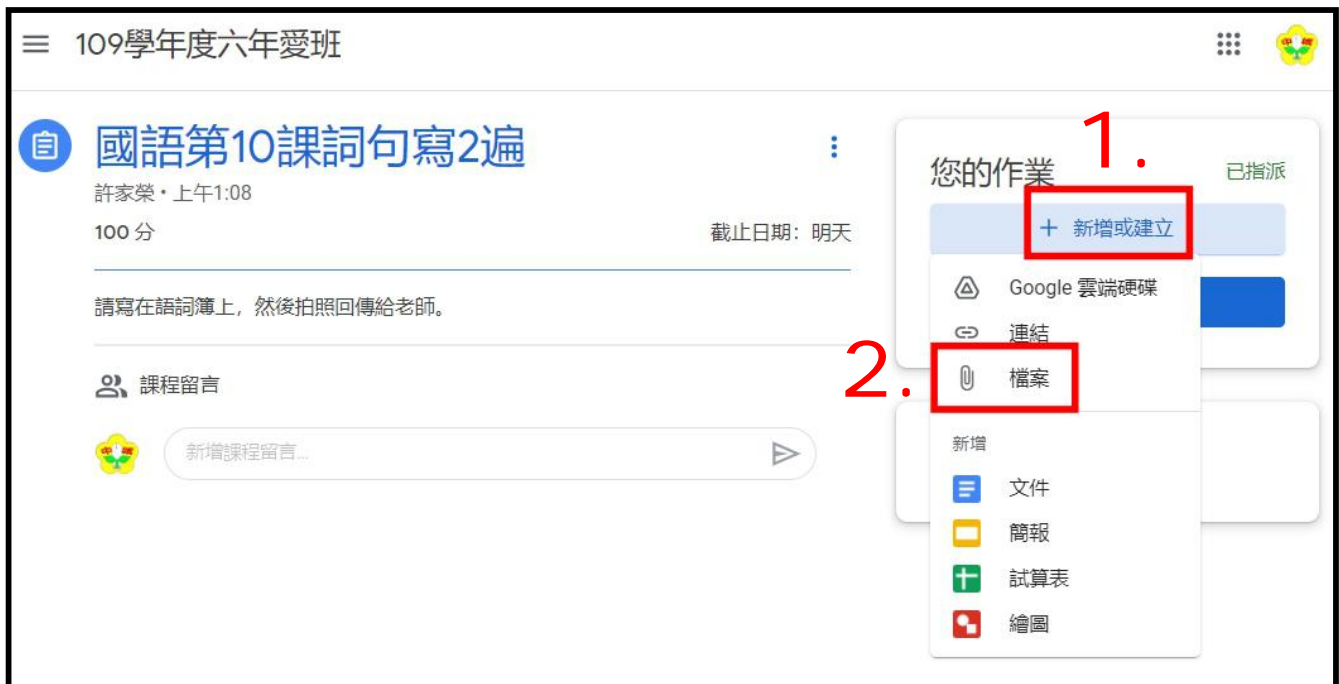 109學年度六年愛班
國語第10課詞句寫2遍
許家榮・上午1:08
100 分
截止日期：明天
請寫在語詞簿上，然後拍照回傳給老師。
課程留言
新增課程留言...
1.
您的作業
已指派
+ 新增或建立
Google 雲端硬碟
連結
2.
檔案
新增
文件
簡報
試算表
繪圖